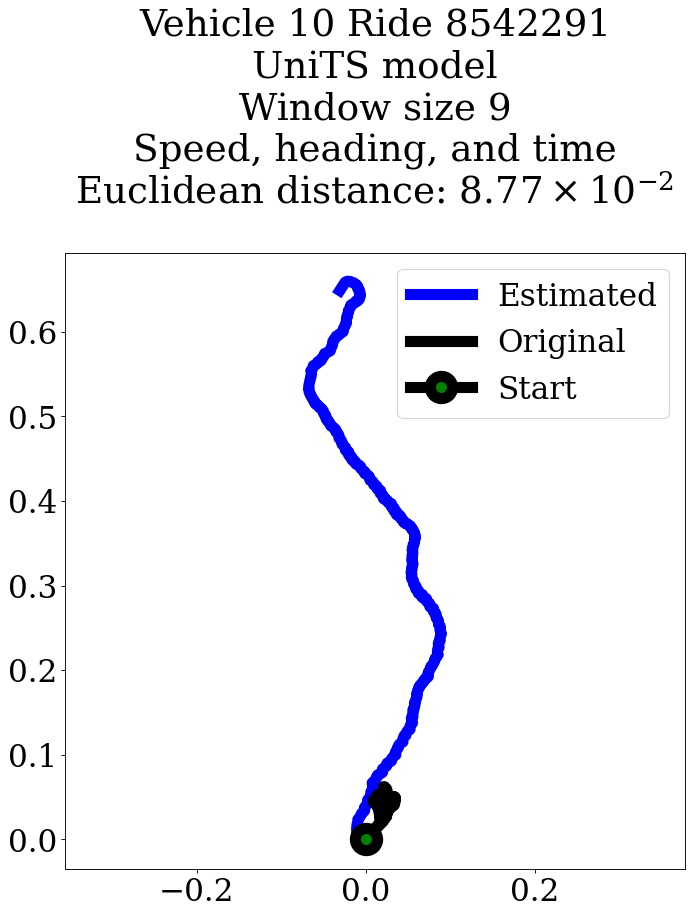 Vehicle 10 Ride 8542291
UniTS model
Window size 9
Speed, heading, and time
Euclidean distance: 8.77 × 10⁻²
Estimated
Original
Start
0.6
0.5
0.4
0.3
0.2
0.1
0.0
−0.2 0.0 0.2